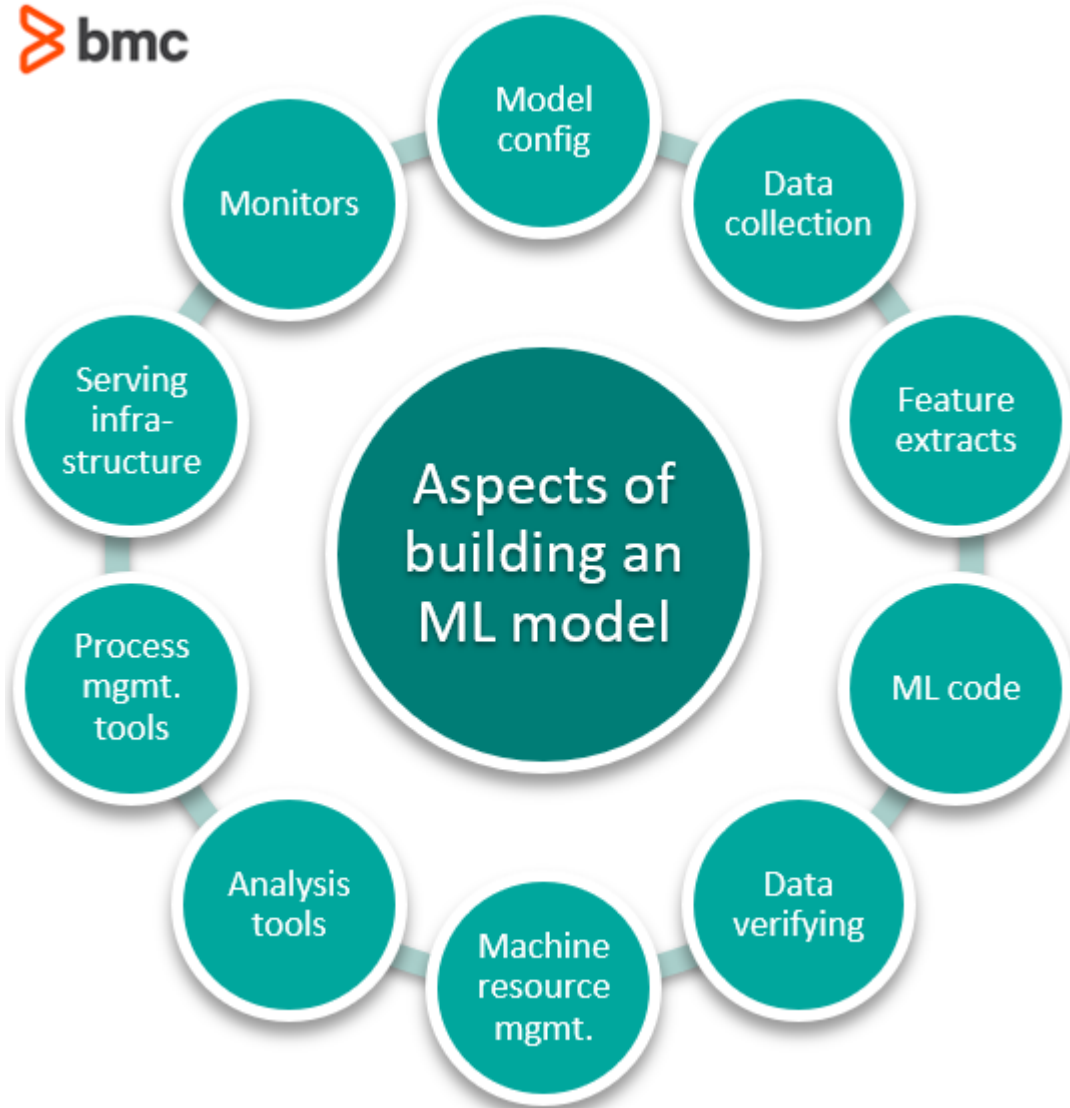 bmc
Model
config
Data
collection
Feature
extracts
ML code
Data
verifying
Machine
resource
mgmt.
Analysis
tools
Process
mgmt.
tools
Serving
infra-
structure
Monitors
Aspects of
building an
ML model